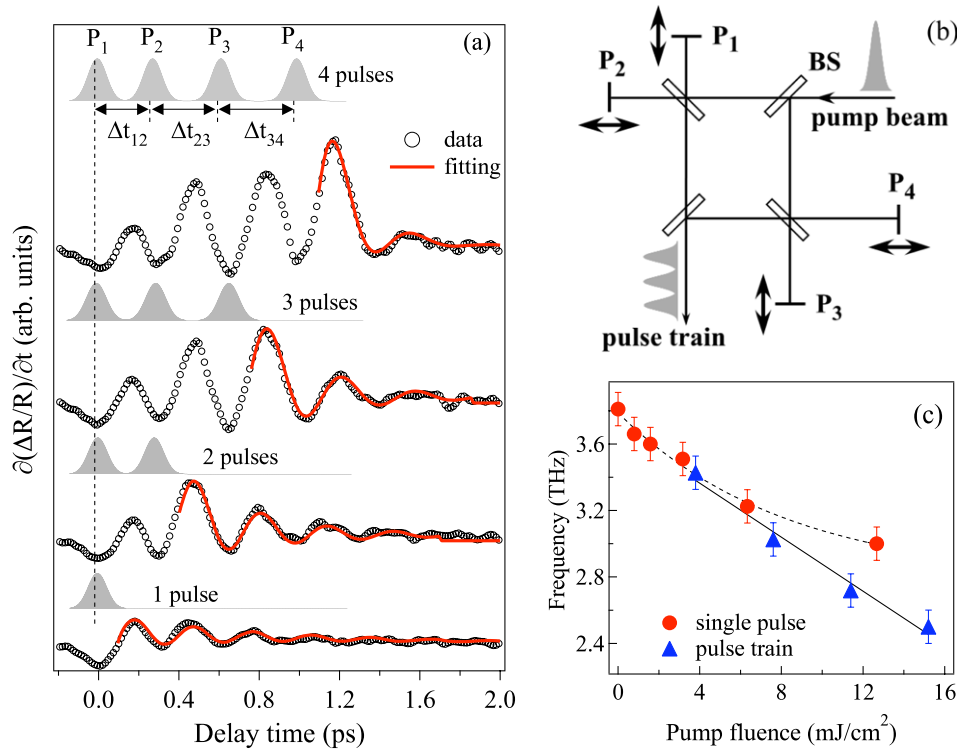 (a)
P1 P2 P3 P4
4 pulses
Δt12 Δt23 Δt34
data
fitting
3 pulses
2 pulses
1 pulse
∂(ΔR/R)/∂t (arb. units)
0.0 0.4 0.8 1.2 1.6 2.0
Delay time (ps)
(b)
P1
P2
BS
pump beam
P4
P3
pulse train
(c)
3.6
3.2
2.8
2.4
Frequency (THz)
single pulse
pulse train
0 4 8 12 16
Pump fluence (mJ/cm²)